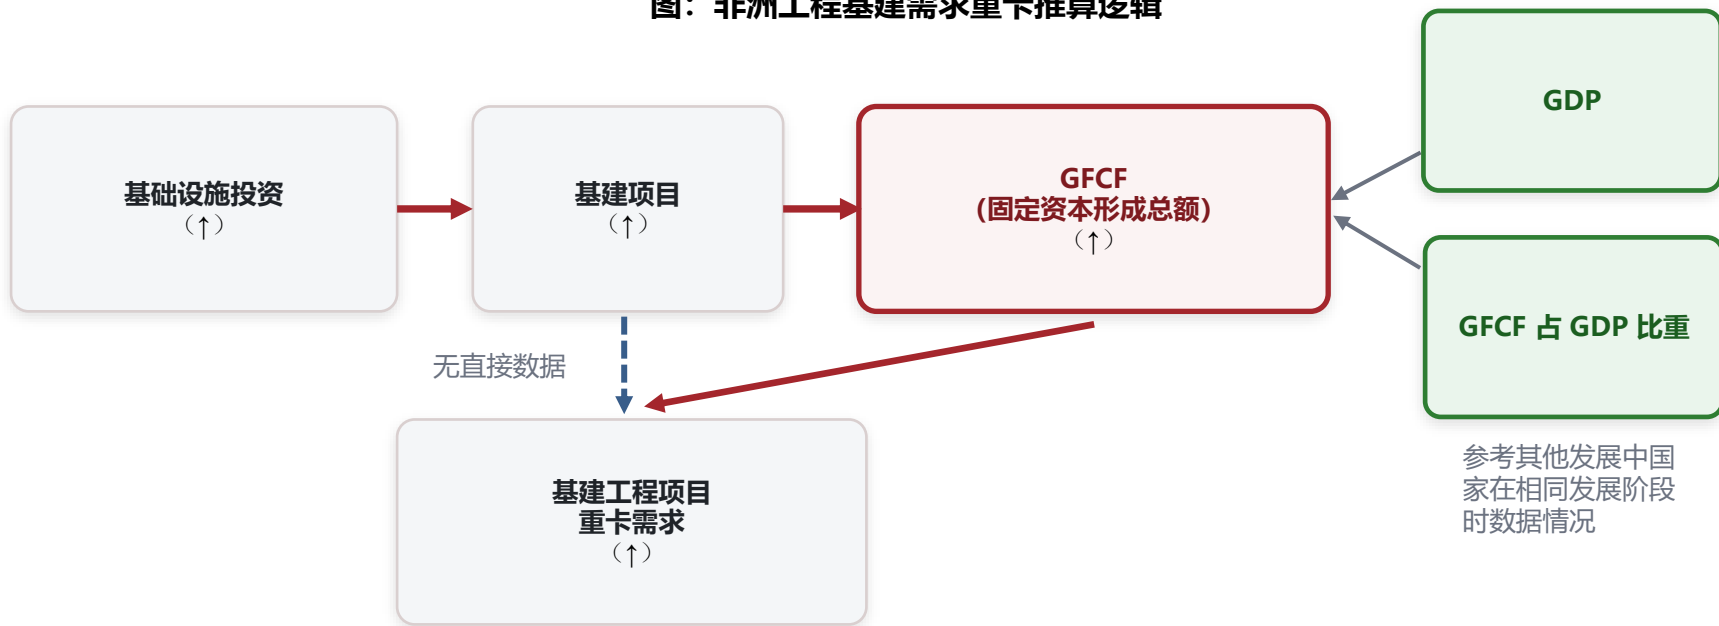 图：非洲工程基建需求重卡推算逻辑
基础设施投资
（↑）
基建项目
（↑）
GFCF
(固定资本形成总额)
（↑）
GDP
GFCF 占 GDP 比重
参考其他发展中国
家在相同发展阶段
时数据情况
无直接数据
基建工程项目
重卡需求
（↑）